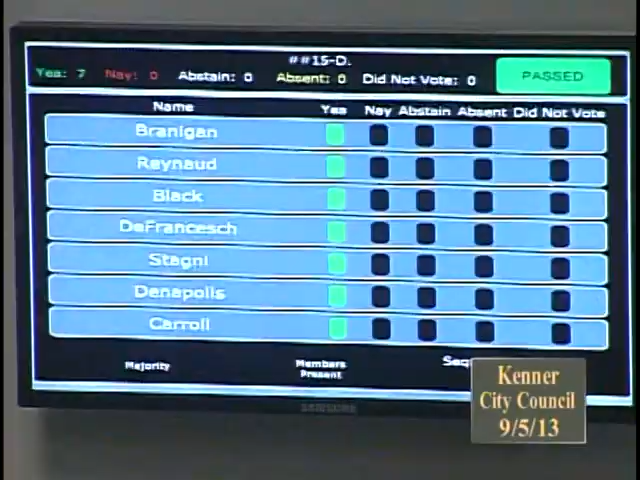 ##15-D.
Yea: 7 Nay: 0 Abstain: 0 Absent: 0 Did Not Vote: 0 PASSED
Name Yea Nay Abstain Absent Did Not Vote
Branigan
Reynaud
Black
DeFrancesch
Stagni
Denapolis
Carroll
Majority Members Present
SAMSUNG
Kenner
City Council
9/5/13